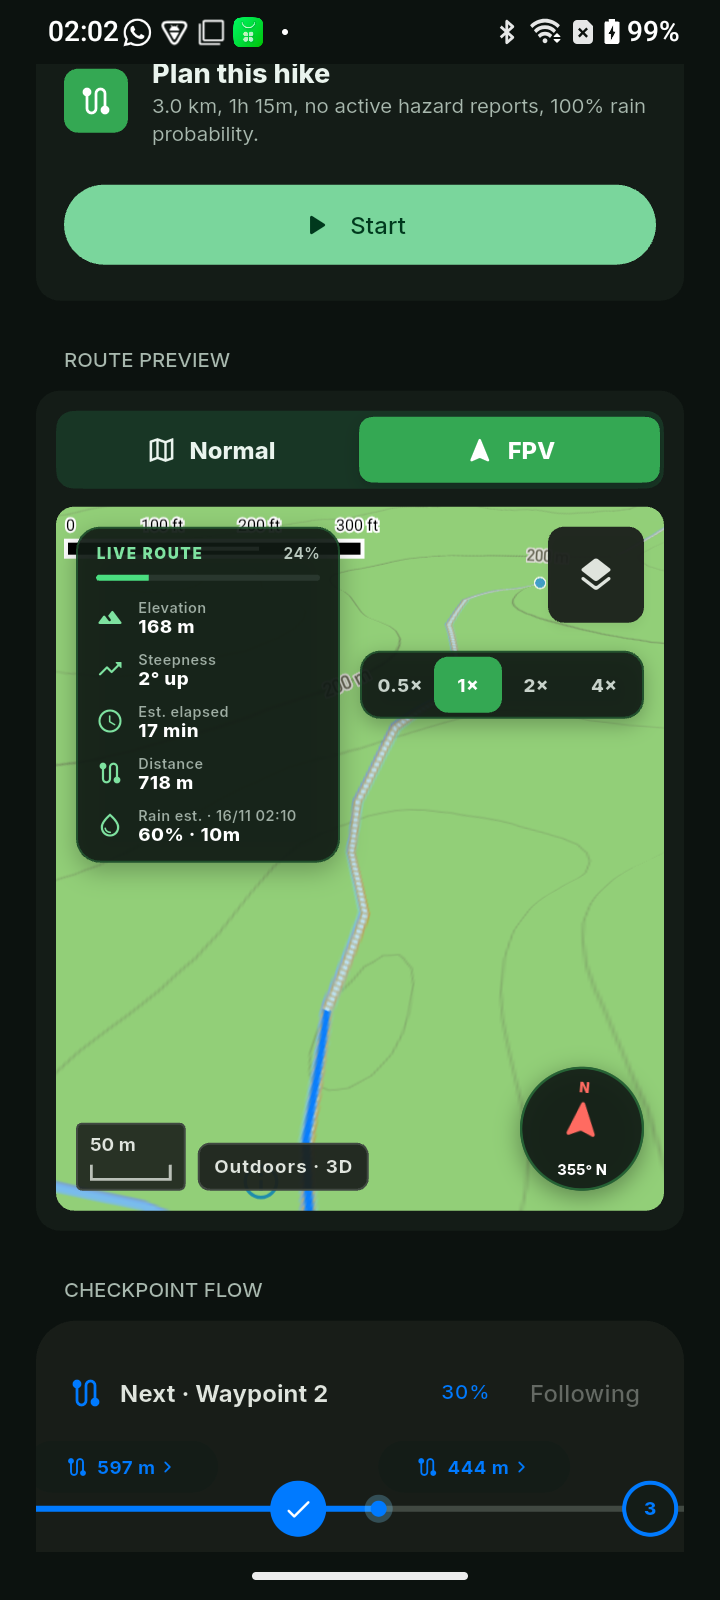 02:02
99%
Plan this hike
3.0 km, 1h 15m, no active hazard reports, 100% rain
probability.
Start
ROUTE PREVIEW
Normal
FPV
0 100 ft 200 ft 300 ft
LIVE ROUTE 24%
200
Elevation
168 m
Steepness
2° up
0.5× 1× 2× 4×
Est. elapsed
17 min
Distance
718 m
Rain est. · 16/11 02:10
60% · 10m
N
355° N
50 m
Outdoors · 3D
CHECKPOINT FLOW
Next · Waypoint 2 30% Following
597 m 444 m
3